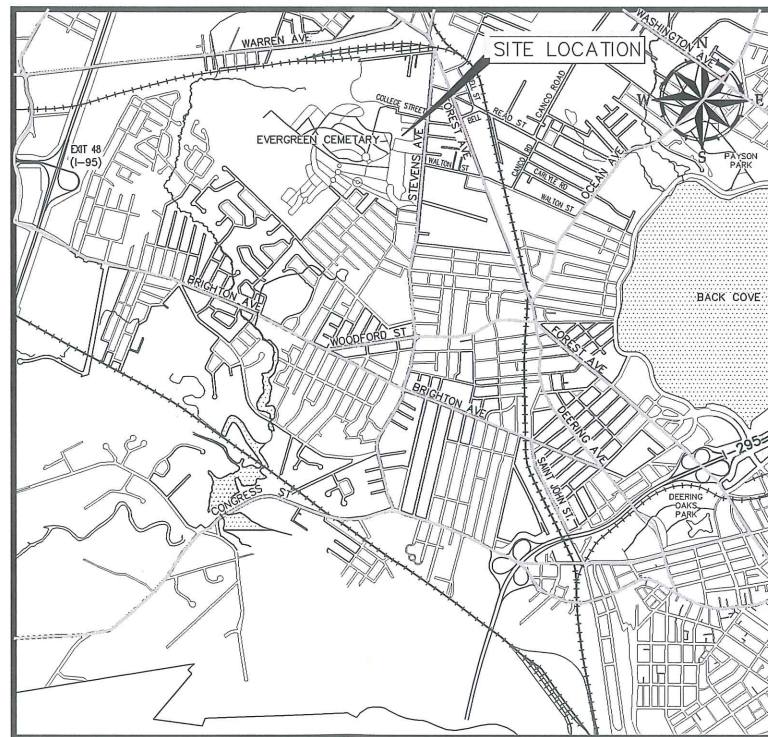 WASHINGTON AVE
WARREN AVE
SITE LOCATION
N
W
E
S
CANCO ROAD
COLLEGE STREET
BELL ST
BELL
READ ST
FOREST AVE
EVERGREEN CEMETARY
STEVENS AVE
EXIT 48
(I-95)
WALTON ST
CANCO RD
CARLYLE RD
WALTON ST
OCEAN AVE
PAYSON
PARK
BACK COVE
BRIGHTON AVE
WOODFORD ST
FOREST AVE
BRIGHTON AVE
DEERING AVE
I-295
SAINT JOHN ST.
DEERING
OAKS
PARK
CONGRESS ST